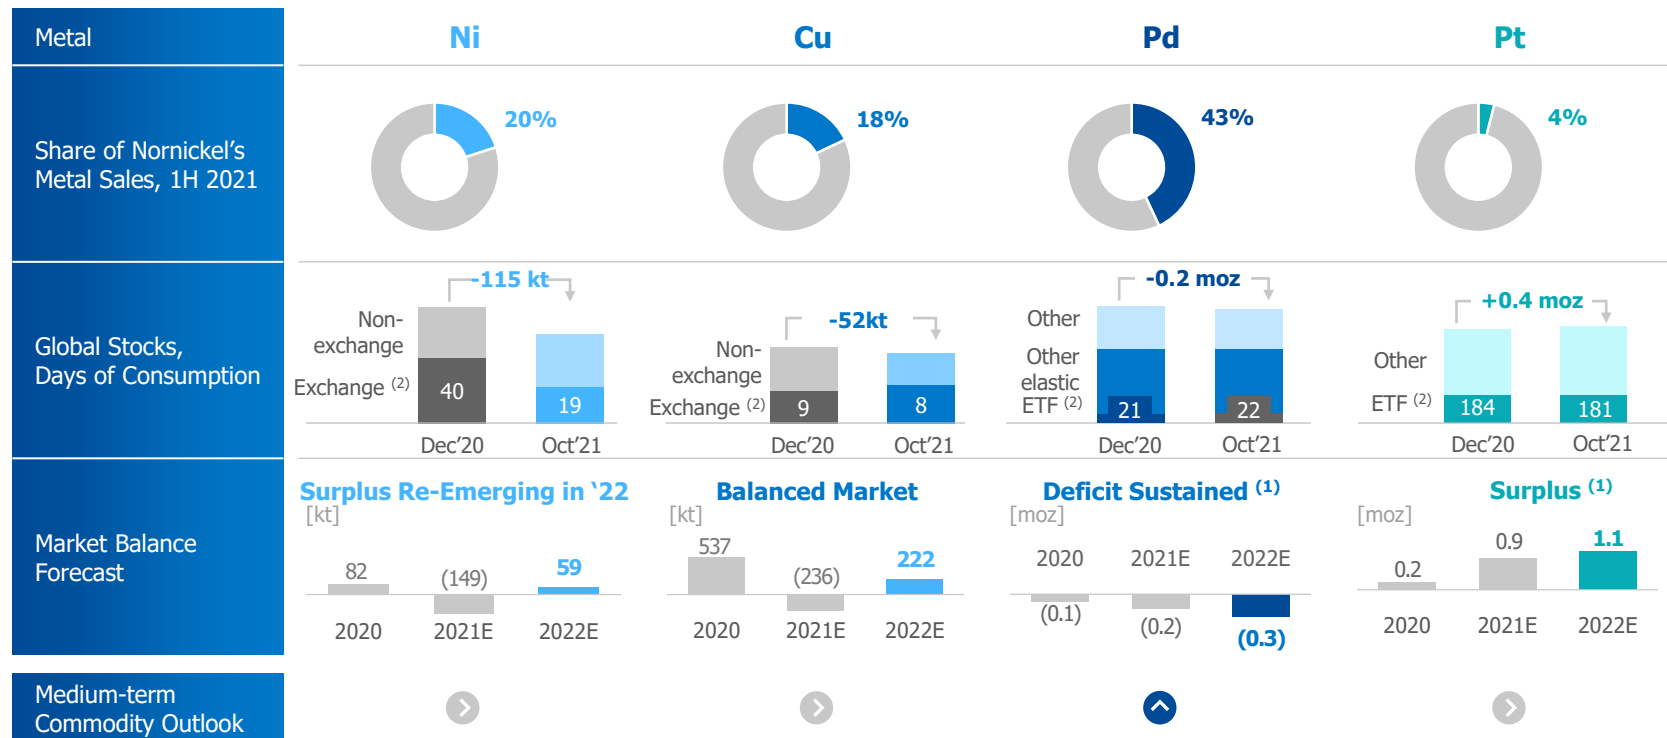 Metal
Ni
Cu
Pd
Pt
Share of Nornickel's
Metal Sales, 1H 2021
20%
18%
43%
4%
Global Stocks,
Days of Consumption
-115 kt
Non-
exchange
Exchange (2)
40
19
Dec'20
Oct'21
-52kt
Non-
exchange
Exchange (2)
9
8
Dec'20
Oct'21
-0.2 moz
Other
Other
elastic
ETF (2)
21
22
Dec'20
Oct'21
+0.4 moz
Other
ETF (2)
184
181
Dec'20
Oct'21
Market Balance
Forecast
Surplus Re-Emerging in ‘22
[kt]
82
(149)
59
2020
2021E
2022E
Balanced Market
[kt]
537
(236)
222
2020
2021E
2022E
Deficit Sustained (1)
[moz]
2020
2021E
2022E
(0.1)
(0.2)
(0.3)
Surplus (1)
[moz]
0.2
0.9
1.1
2020
2021E
2022E
Medium-term
Commodity Outlook